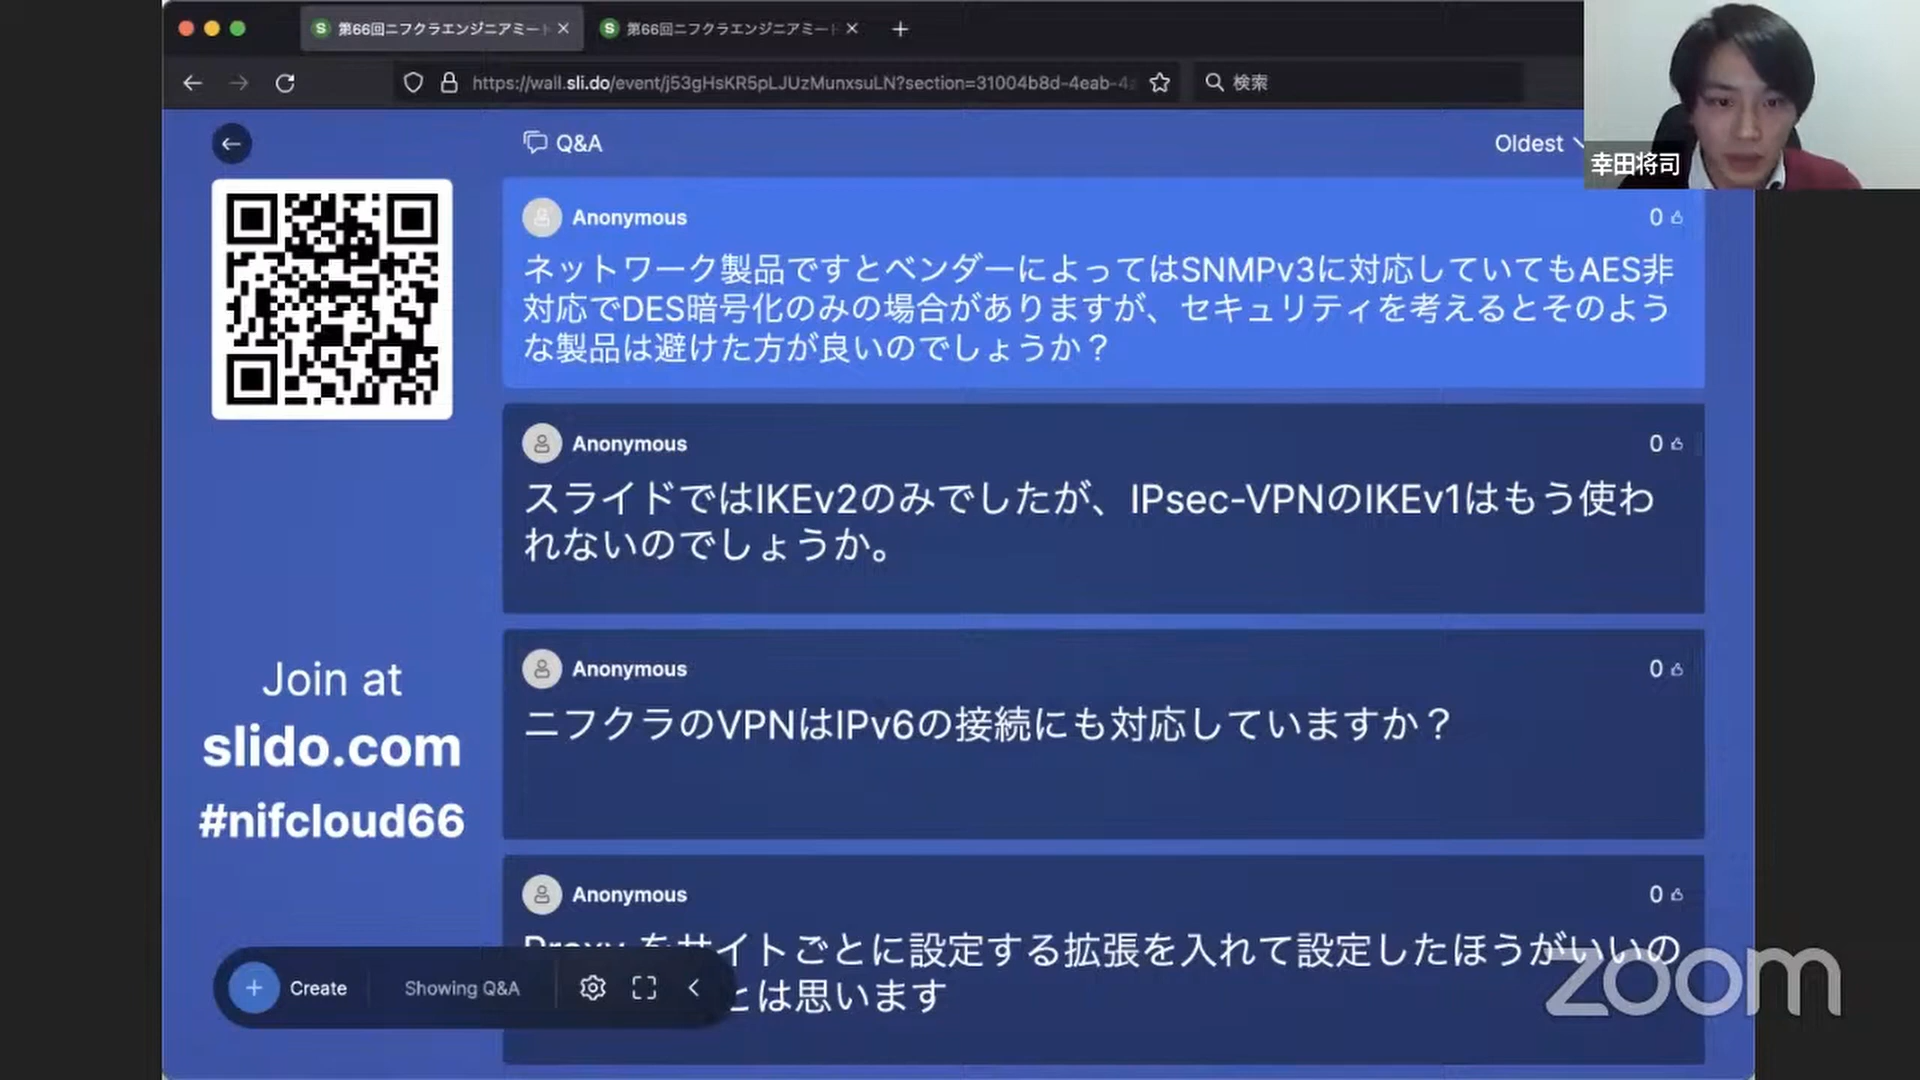 第66回ニフクラエンジニアミート
第66回ニフクラエンジニアミート
https://wall.sli.do/event/j53gHsKR5pLJUzMunxsuLN?section=31004b8d-4eab-4
検索
Q&A
Oldest
幸田将司
Anonymous
0
ネットワーク製品ですとベンダーによってはSNMPv3に対応していてもAES非
対応でDES暗号化のみの場合がありますが、セキュリティを考えるとそのよう
な製品は避けた方が良いのでしょうか？
Anonymous
0
スライドではIKEv2のみでしたが、IPsec-VPNのIKEv1はもう使わ
れないのでしょうか。
Anonymous
0
ニフクラのVPNはIPv6の接続にも対応していますか？
Anonymous
0
Proxy をサイトごとに設定する拡張を入れて設定したほうがいいの
とは思います
Join at
slido.com
#nifcloud66
Create
Showing Q&A
zoom